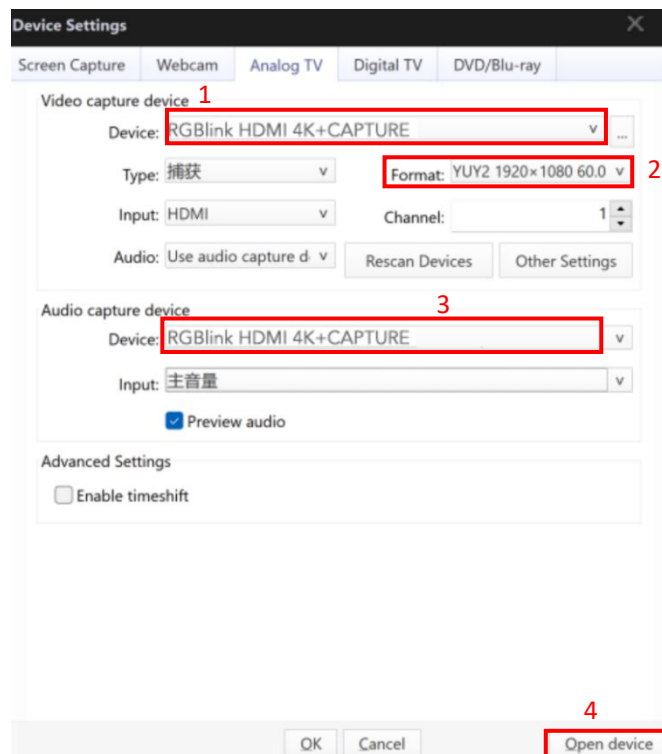 Device Settings
Screen Capture Webcam Analog TV Digital TV DVD/Blu-ray
Video capture device 1
Device: RGBlink HDMI 4K+CAPTURE ...
Type: 捕获 Format: YUY2 1920×1080 60.0 2
Input: HDMI Channel: 1
Audio: Use audio capture d Rescan Devices Other Settings
Audio capture device 3
Device: RGBlink HDMI 4K+CAPTURE
Input: 主音量
Preview audio
Advanced Settings
Enable timeshift
4
OK Cancel Open device